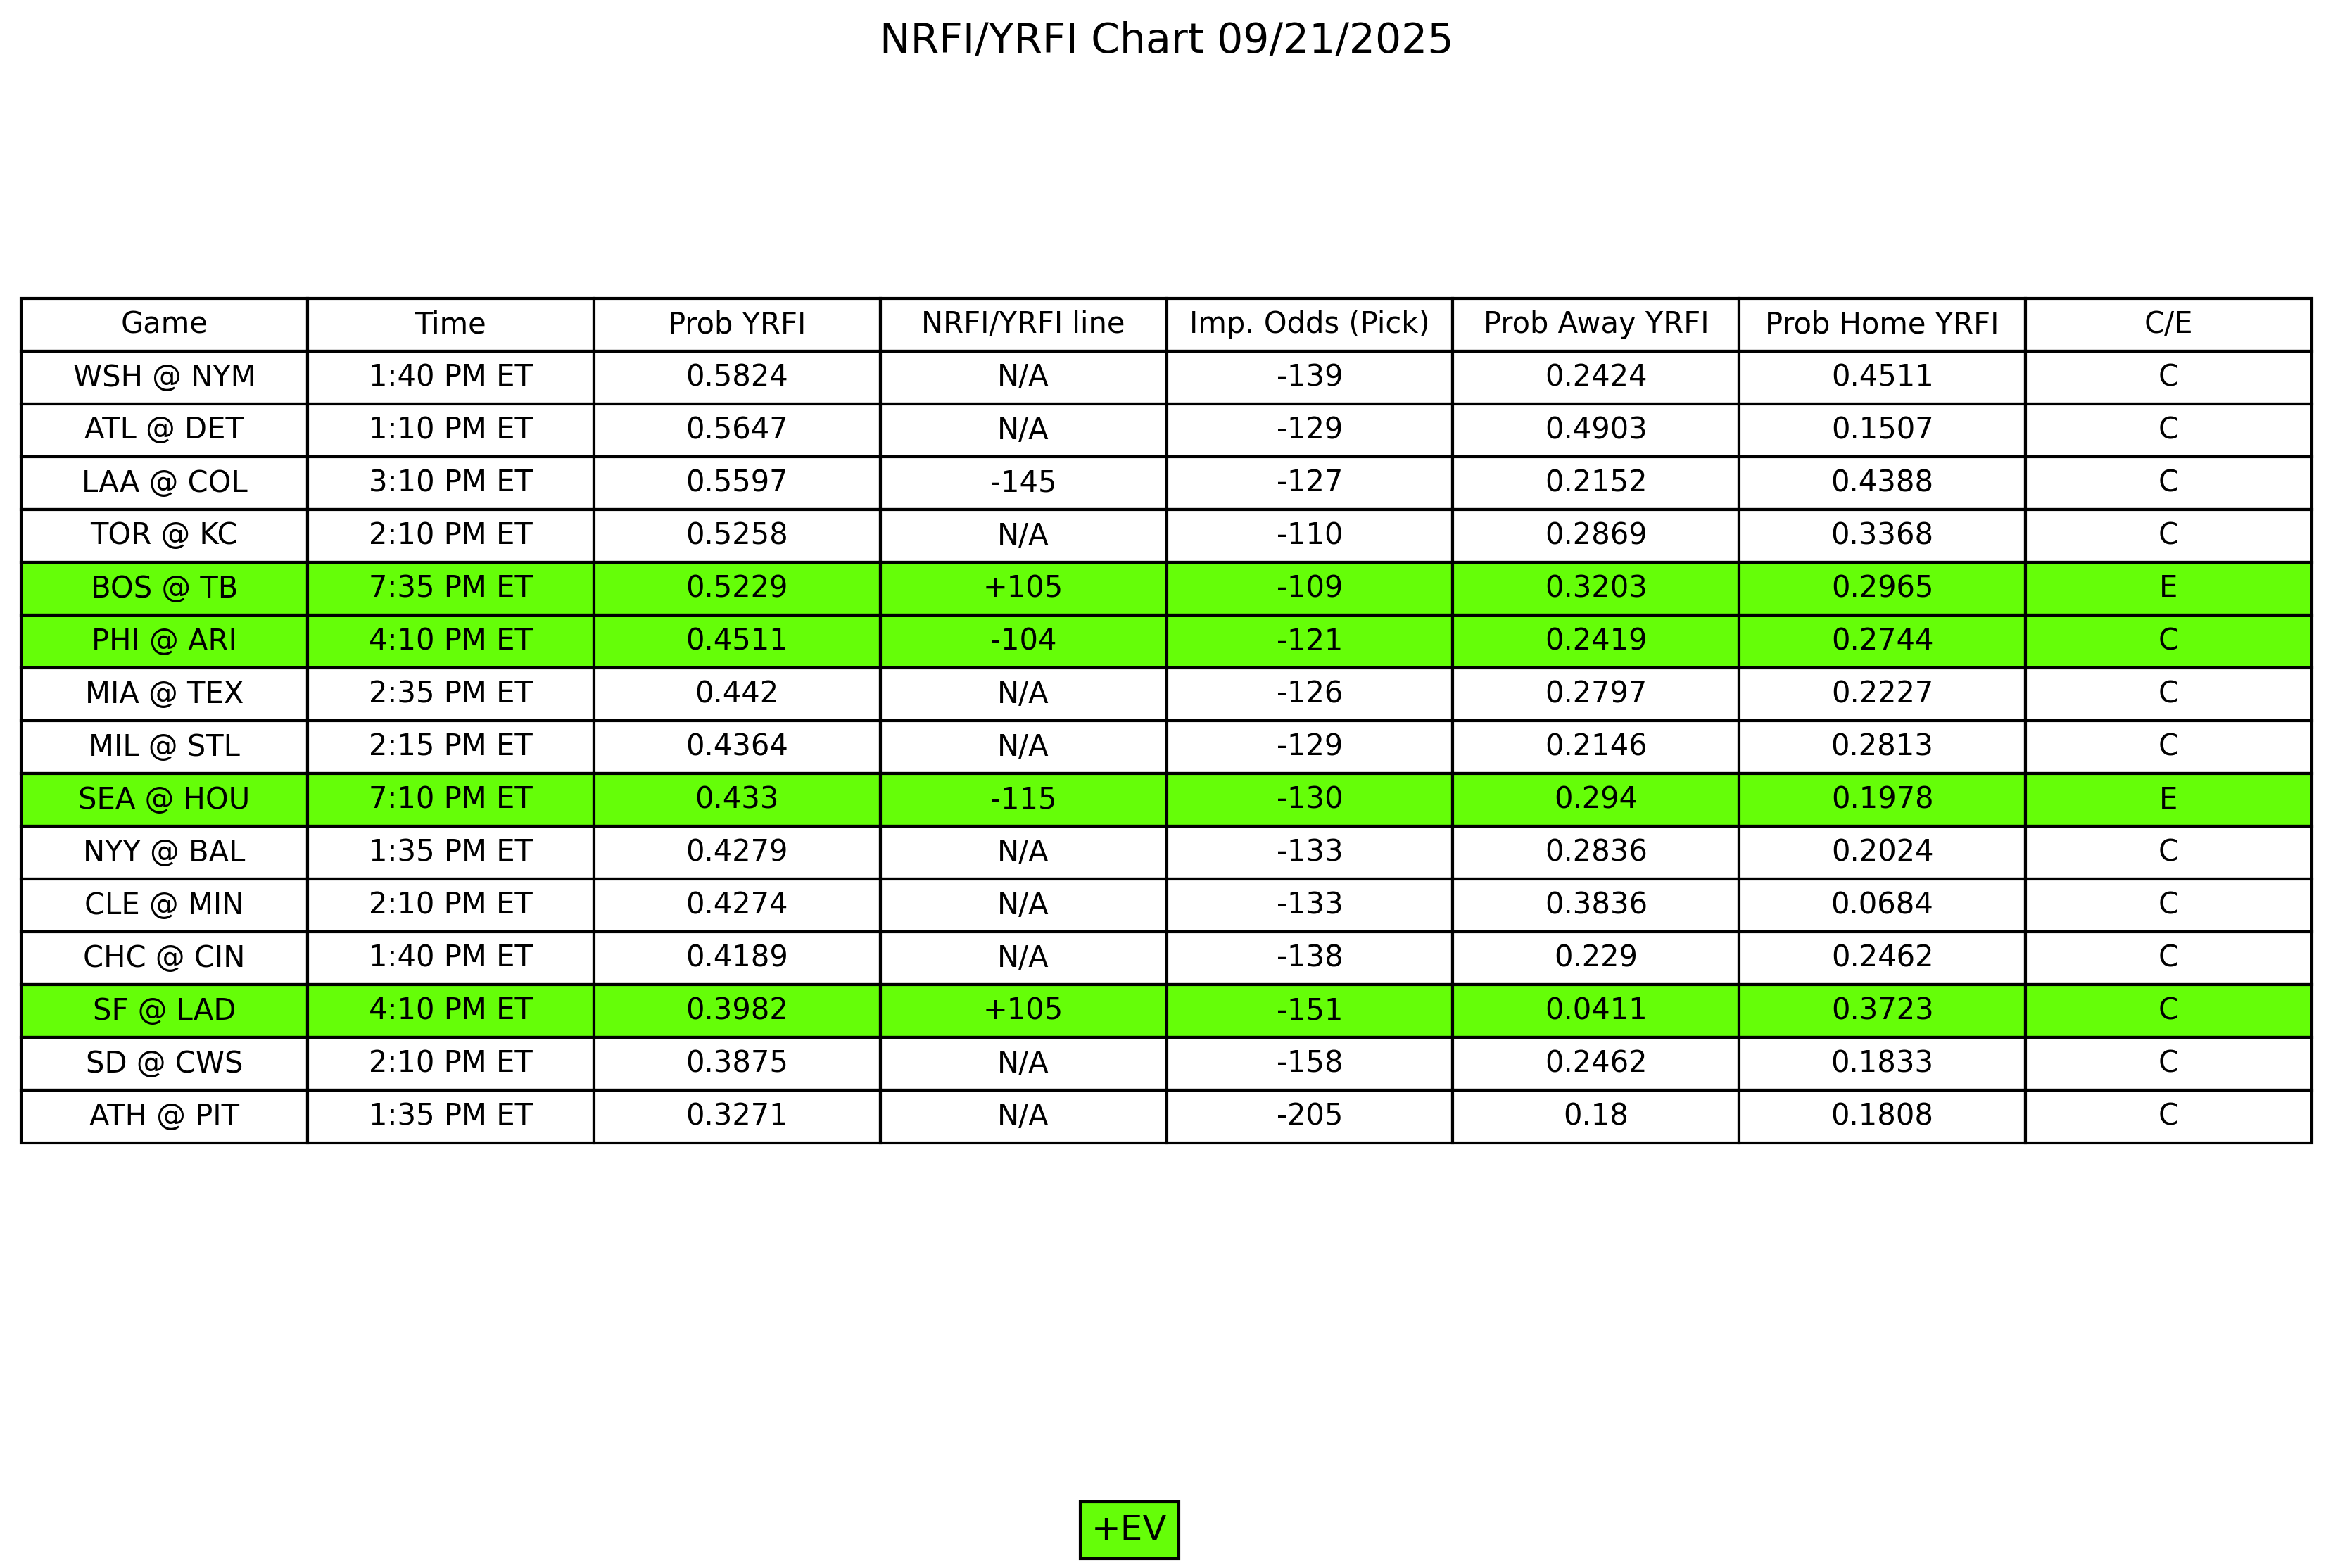 NRFI/YRFI Chart 09/21/2025
Game Time Prob YRFI NRFI/YRFI line Imp. Odds (Pick) Prob Away YRFI Prob Home YRFI C/E
WSH @ NYM 1:40 PM ET 0.5824 N/A -139 0.2424 0.4511 C
ATL @ DET 1:10 PM ET 0.5647 N/A -129 0.4903 0.1507 C
LAA @ COL 3:10 PM ET 0.5597 -145 -127 0.2152 0.4388 C
TOR @ KC 2:10 PM ET 0.5258 N/A -110 0.2869 0.3368 C
BOS @ TB 7:35 PM ET 0.5229 +105 -109 0.3203 0.2965 E
PHI @ ARI 4:10 PM ET 0.4511 -104 -121 0.2419 0.2744 C
MIA @ TEX 2:35 PM ET 0.442 N/A -126 0.2797 0.2227 C
MIL @ STL 2:15 PM ET 0.4364 N/A -129 0.2146 0.2813 C
SEA @ HOU 7:10 PM ET 0.433 -115 -130 0.294 0.1978 E
NYY @ BAL 1:35 PM ET 0.4279 N/A -133 0.2836 0.2024 C
CLE @ MIN 2:10 PM ET 0.4274 N/A -133 0.3836 0.0684 C
CHC @ CIN 1:40 PM ET 0.4189 N/A -138 0.229 0.2462 C
SF @ LAD 4:10 PM ET 0.3982 +105 -151 0.0411 0.3723 C
SD @ CWS 2:10 PM ET 0.3875 N/A -158 0.2462 0.1833 C
ATH @ PIT 1:35 PM ET 0.3271 N/A -205 0.18 0.1808 C
+EV